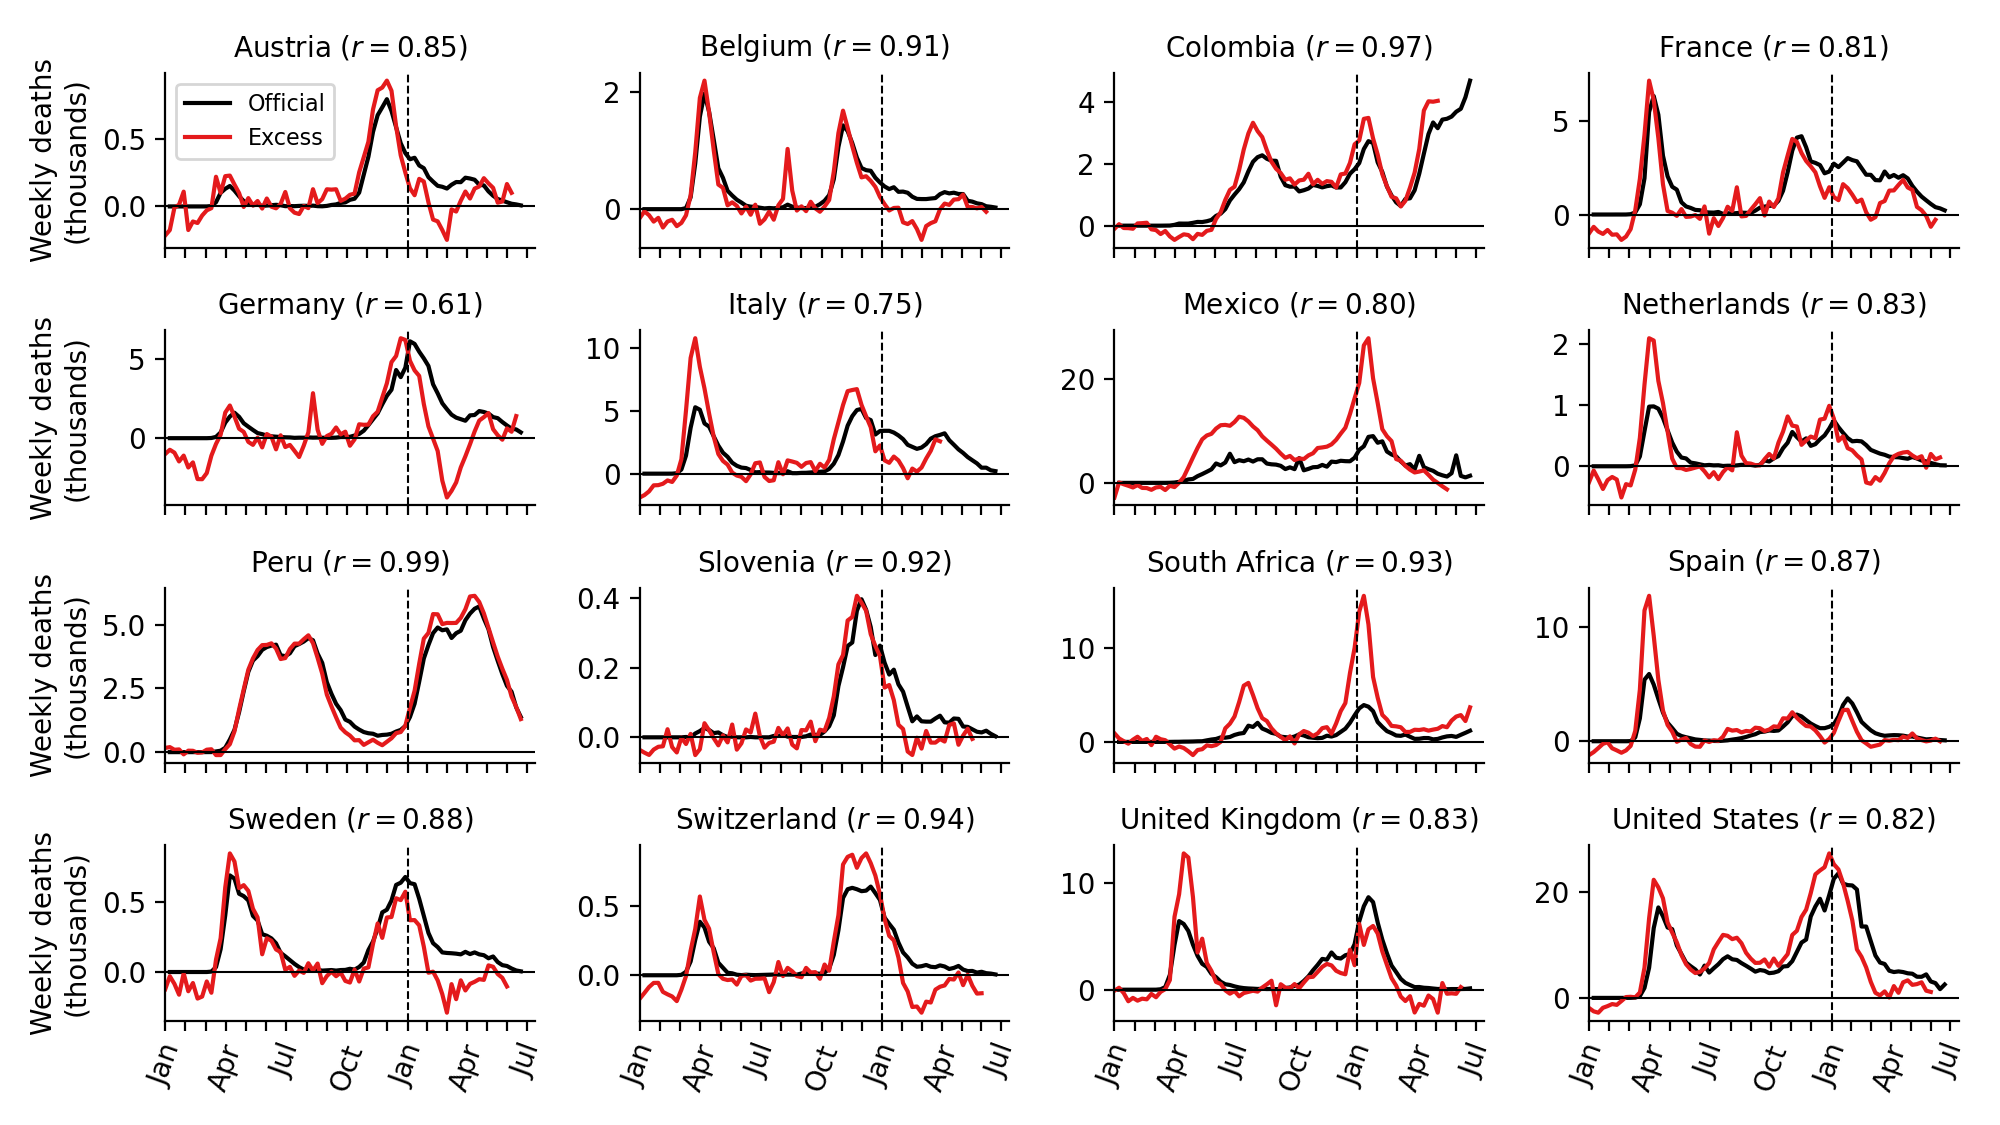 Austria (r = 0.85)
Belgium (r = 0.91)
Colombia (r = 0.97)
France (r = 0.81)
Weekly deaths
(thousands)
Official
Excess
0.5
0.0
2
0
4
2
0
5
0
Germany (r = 0.61)
Italy (r = 0.75)
Mexico (r = 0.80)
Netherlands (r = 0.83)
Weekly deaths
(thousands)
5
0
10
5
0
20
0
2
1
0
Peru (r = 0.99)
Slovenia (r = 0.92)
South Africa (r = 0.93)
Spain (r = 0.87)
Weekly deaths
(thousands)
5.0
2.5
0.0
0.4
0.2
0.0
10
0
10
0
Sweden (r = 0.88)
Switzerland (r = 0.94)
United Kingdom (r = 0.83)
United States (r = 0.82)
Weekly deaths
(thousands)
0.5
0.0
0.5
0.0
10
0
20
0
Jan Apr Jul Oct Jan Apr Jul
Jan Apr Jul Oct Jan Apr Jul
Jan Apr Jul Oct Jan Apr Jul
Jan Apr Jul Oct Jan Apr Jul